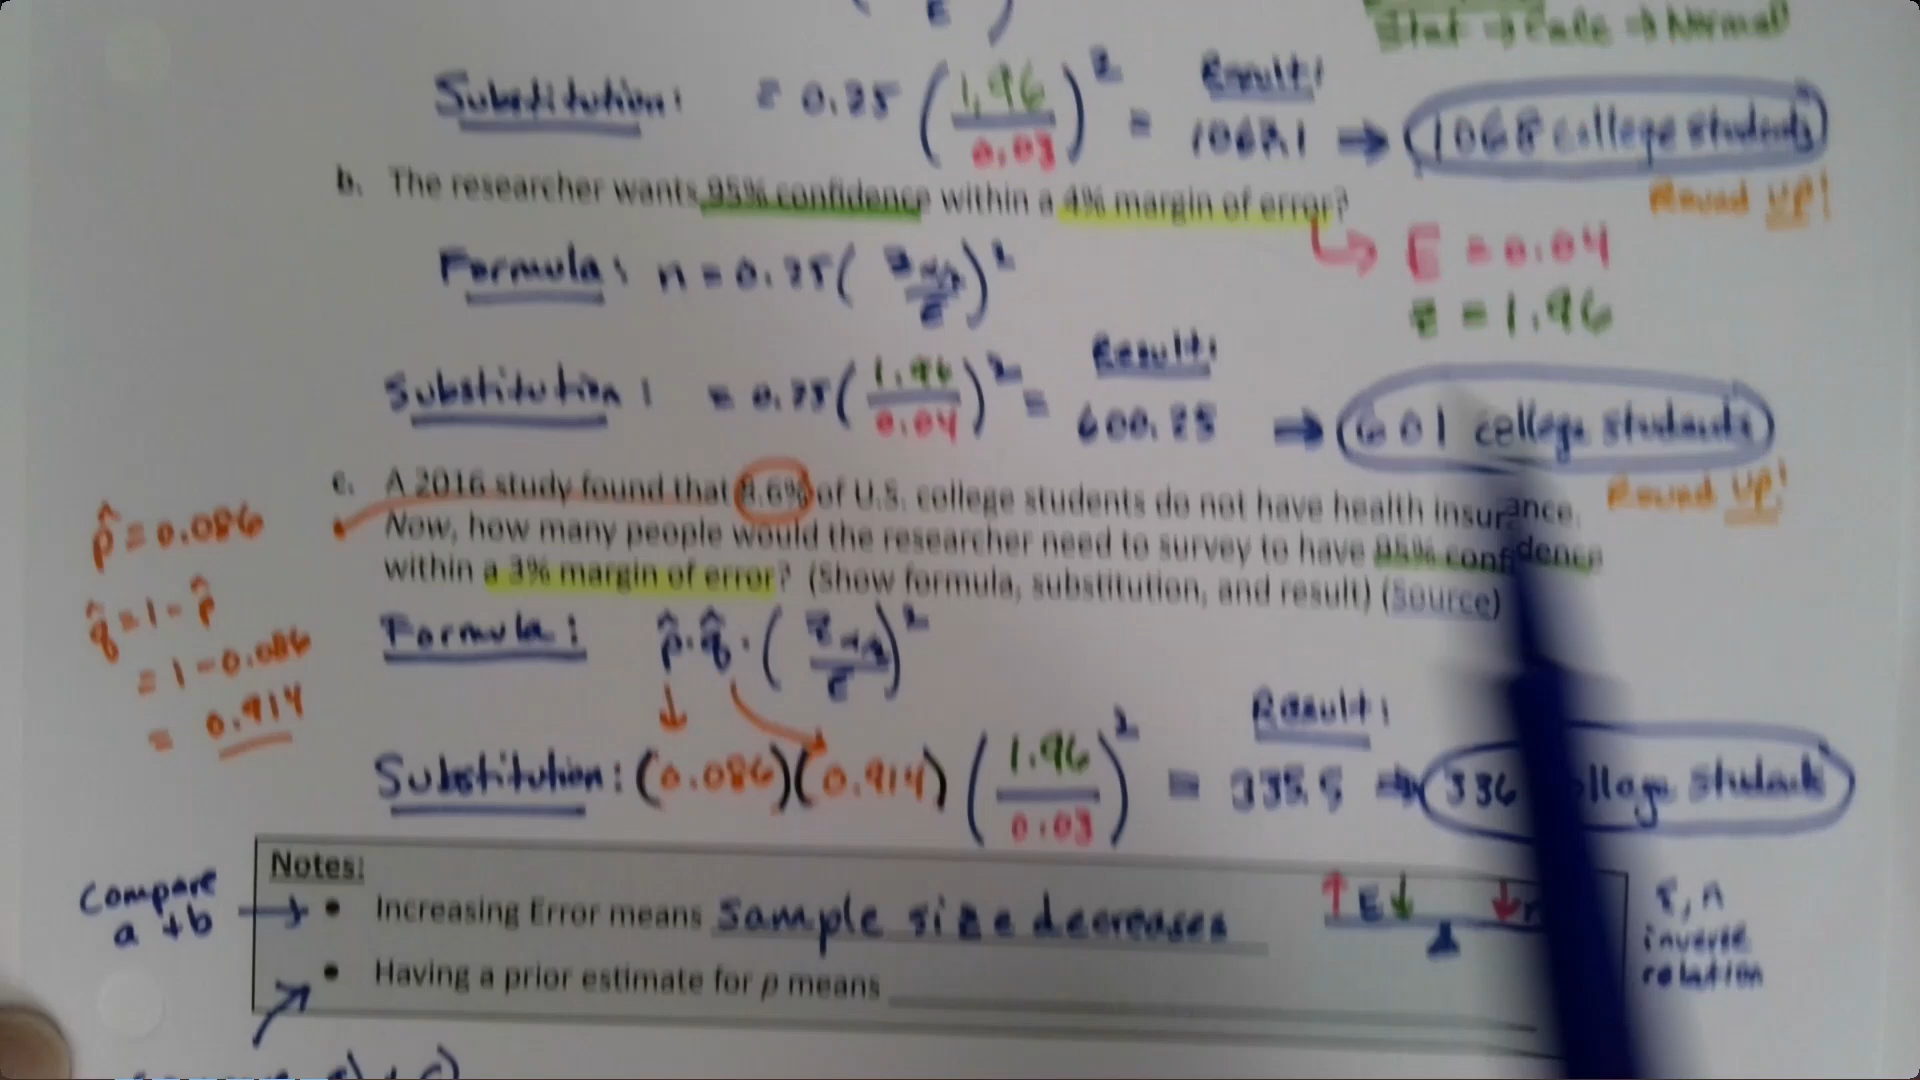 E
Stat → Calc → Normal
Substitution: = 0.25 (1.96/0.03)² = Result: 1067.1 ⇒ 1068 college students
Round UP!
b. The researcher wants 95% confidence within a 4% margin of error?
E = 0.04
z = 1.96
Formula: n = 0.25 (z α/2 / E)²
Substitution: = 0.25 (1.96/0.04)² = Result: 600.25 ⇒ 601 college students
Round UP!
c. A 2016 study found that 8.6% of U.S. college students do not have health insurance.
Now, how many people would the researcher need to survey to have 95% confidence
within a 3% margin of error? (Show formula, substitution, and result) (Source)
p̂ = 0.086
q̂ = 1 - p̂
= 1 - 0.086
= 0.914
Formula: p̂ · q̂ · (z α/2 / E)²
Substitution: (0.086)(0.914) (1.96/0.03)² = Result: 335.5 ⇒ 336 college students
Notes:
Compare a + b →
• Increasing Error means sample size decreases
↑ E ↓ ↓ n
E, n inverse relation
• Having a prior estimate for p means